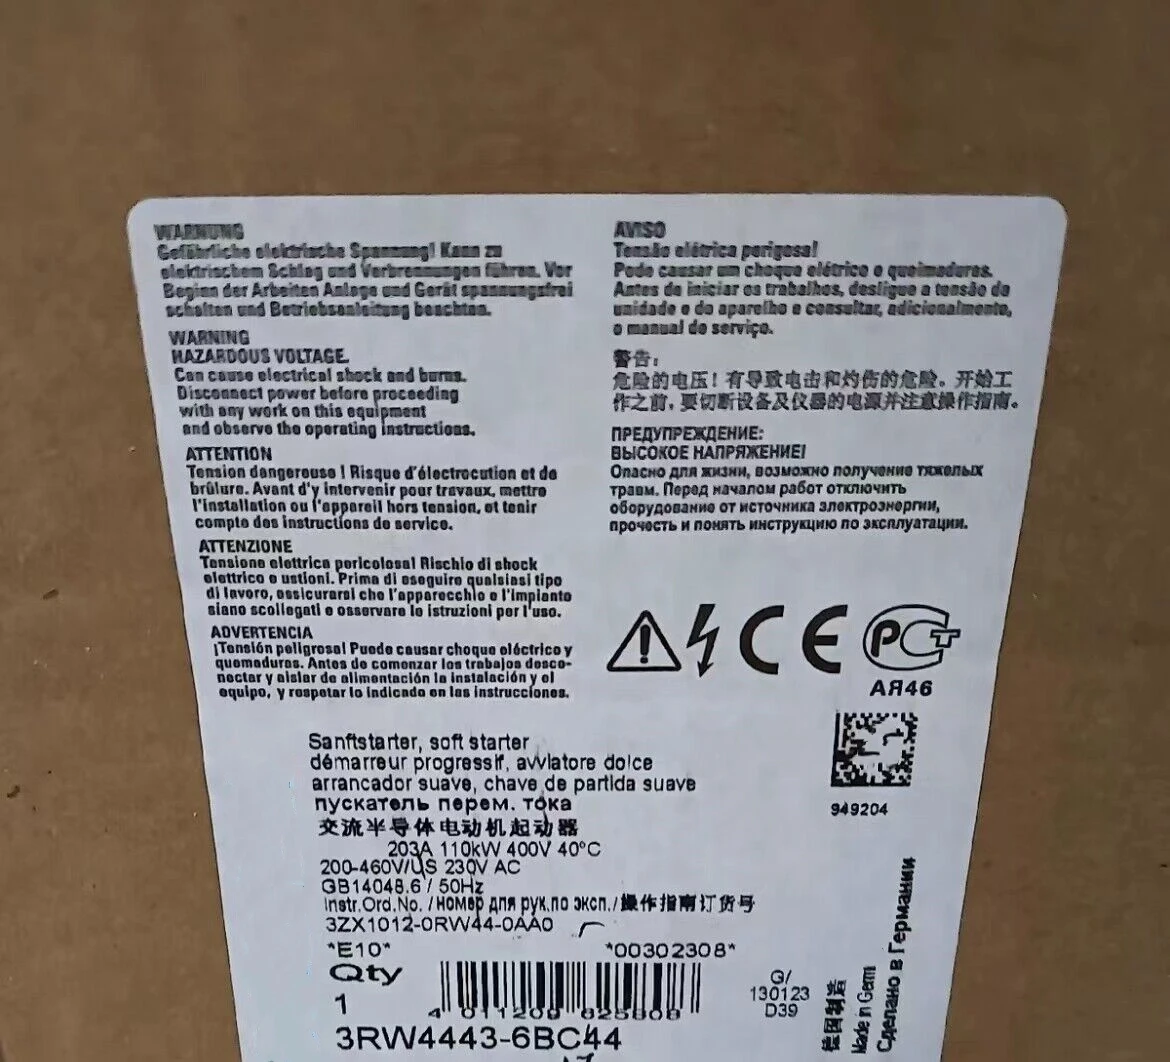 WARNUNG
Gefährliche elektrische Spannung! Kann zu
elektrischem Schlag und Verbrennungen führen. Vor
Beginn der Arbeiten Anlage und Gerät spannungsfrei
schalten und Betriebsanleitung beachten.
WARNING
HAZARDOUS VOLTAGE.
Can cause electrical shock and burns.
Disconnect power before proceeding
with any work on this equipment
and observe the operating instructions.
ATTENTION
Tension dangereuse ! Risque d'électrocution et de
brûlure. Avant d'y intervenir pour travaux, mettre
l'installation ou l'appareil hors tension, et tenir
compte des instructions de service.
ATTENZIONE
Tensione elettrica pericolosa! Rischio di shock
elettrico e ustioni. Prima di eseguire qualsiasi tipo
di lavoro, assicurarsi che l'apparecchio e l'impianto
siano scollegati e osservare le istruzioni per l'uso.
ADVERTENCIA
¡Tensión peligrosa! Puede causar choque eléctrico y
quemaduras. Antes de comenzar los trabajos desco-
nectar y aislar de alimentación la instalación y el
equipo, y respetar lo indicado en las instrucciones.
AVISO
Tensão elétrica perigosa!
Pode causar um choque elétrico e queimaduras.
Antes de iniciar os trabalhos, desligue a tensão da
unidade e do aparelho e consultar, adicionalmente,
o manual de serviço.
警告:
危险的电压！有导致电击和灼伤的危险。开始工
作之前，要切断设备及仪器的电源并注意操作指南。
ПРЕДУПРЕЖДЕНИЕ:
ВЫСОКОЕ НАПРЯЖЕНИЕ!
Опасно для жизни, возможно получение тяжелых
травм. Перед началом работ отключить
оборудование от источника электроэнергии,
прочесть и понять инструкцию по эксплуатации.
CE РСТ
АЯ46
949204
Sanftstarter, soft starter
démarreur progressif, avviatore dolce
arrancador suave, chave de partida suave
пускатель перем. тока
交流半导体电动机起动器
203A 110kW 400V 40°C
200-460V/US 230V AC
GB14048.6 / 50Hz
Instr.Ord.No. /номер для рук.по эксп./操作指南订货号
3ZX1012-0RW44-0AA0
*E10* *00302308*
Qty
1
4 011209 625808
3RW4443-6BC44
G/
130123
D39
德国制造
Made in Germ
Сделано в Германии